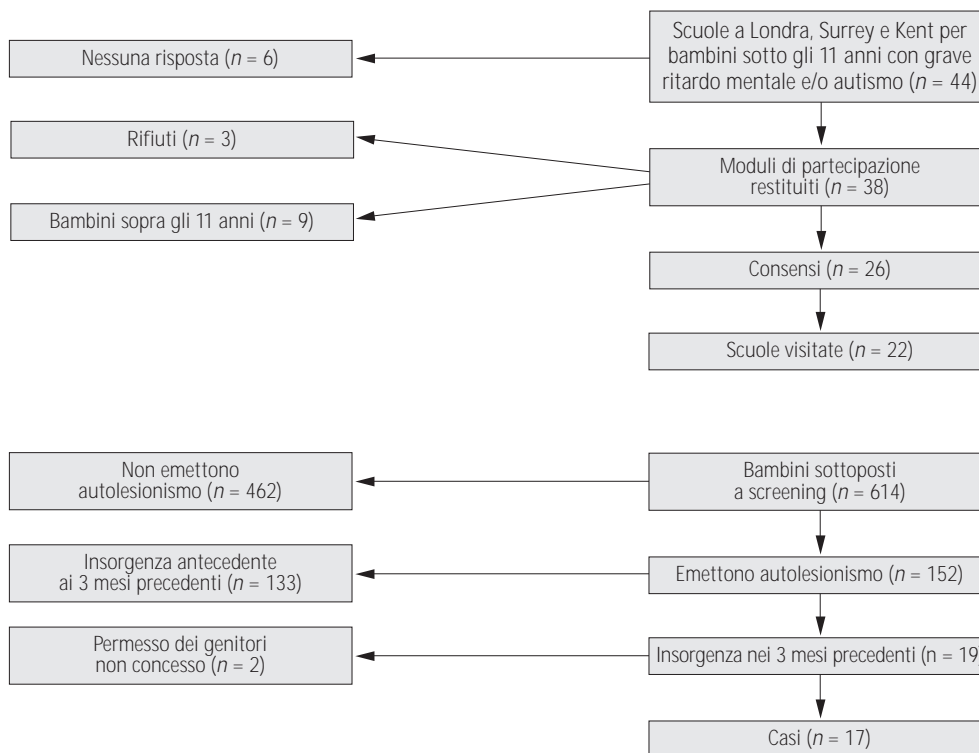 Scuole a Londra, Surrey e Kent per
bambini sotto gli 11 anni con grave
ritardo mentale e/o autismo (n = 44)
Nessuna risposta (n = 6)
Rifiuti (n = 3)
Moduli di partecipazione
restituiti (n = 38)
Bambini sopra gli 11 anni (n = 9)
Consensi (n = 26)
Scuole visitate (n = 22)
Non emettono
autolesionismo (n = 462)
Bambini sottoposti
a screening (n = 614)
Insorgenza antecedente
ai 3 mesi precedenti (n = 133)
Emettono autolesionismo (n = 152)
Permesso dei genitori
non concesso (n = 2)
Insorgenza nei 3 mesi precedenti (n = 19)
Casi (n = 17)